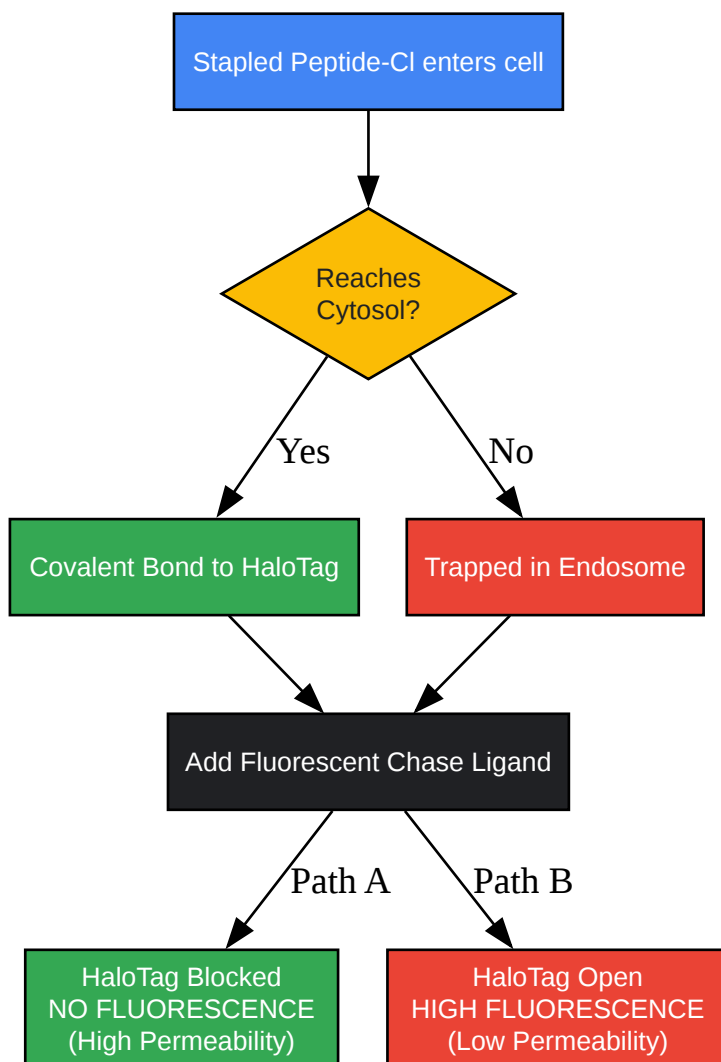 Stapled Peptide-Cl enters cell
Reaches
Cytosol?
Yes
No
Covalent Bond to HaloTag
Trapped in Endosome
Add Fluorescent Chase Ligand
Path A
Path B
HaloTag Blocked
NO FLUORESCENCE
(High Permeability)
HaloTag Open
HIGH FLUORESCENCE
(Low Permeability)